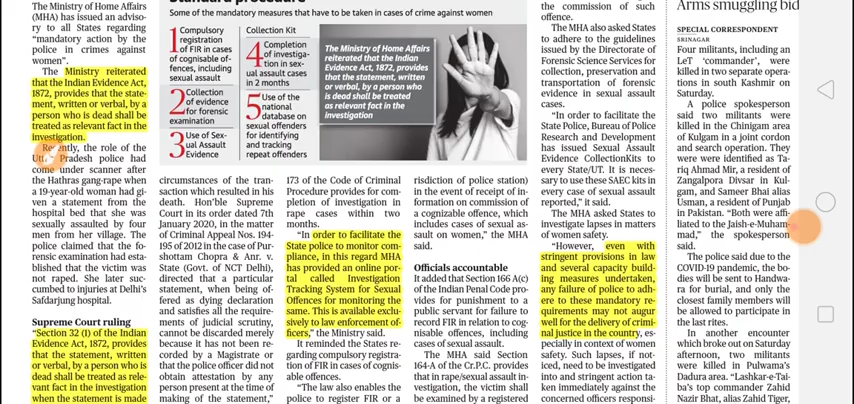 The Ministry of Home Affairs
(MHA) has issued an adviso-
ry to all States regarding
“mandatory action by the
police in crimes against
women”.
The Ministry reiterated
that the Indian Evidence Act,
1872, provides that the state-
ment, written or verbal, by a
person who is dead shall be
treated as relevant fact in the
investigation.
Recently, the role of the
Pradesh police had
come under scanner after
the Hathras gang-rape when
a 19-year-old woman had gi-
ven a statement from the
hospital bed that she was
sexually assaulted by four
men from her village. The
police claimed that the fo-
rensic examination had esta-
blished that the victim was
not raped. She later suc-
cumbed to injuries at Delhi’s
Safdarjung hospital.
Supreme Court ruling
“Section 32 (1) of the Indian
Evidence Act, 1872, provides
that the statement, written
or verbal, by a person who is
dead shall be treated as rele-
vant fact in the investigation
when the statement is made
Standard procedure
Some of the mandatory measures that have to be taken in cases of crime against women
1 Compulsory
registration
of FIR in cases
of cognisable of-
fences, including
sexual assault
2 Collection
of evidence
for forensic
examination
3 Use of Sex-
ual Assault
Evidence
Collection Kit
4 Completion
of investiga-
tion in sex-
ual assault cases
in 2 months
5 Use of the
national
database on
sexual offenders
for identifying
and tracking
repeat offenders
The Ministry of Home Affairs
reiterated that the Indian
Evidence Act, 1872, provides
that the statement, written
or verbal, by a person who
is dead shall be treated
as relevant fact in the
investigation
circumstances of the tran-
saction which resulted in his
death. Hon’ble Supreme
Court in its order dated 7th
January 2020, in the matter
of Criminal Appeal Nos. 194-
195 of 2012 in the case of Pur-
shottam Chopra & Anr. v.
State (Govt. of NCT Delhi),
directed that a particular
statement, when being of-
fered as dying declaration
and satisfies all the require-
ments of judicial scrutiny,
cannot be discarded merely
because it has not been re-
corded by a Magistrate or
that the police officer did not
obtain attestation by any
person present at the time of
making of the statement,”
173 of the Code of Criminal
Procedure provides for com-
pletion of investigation in
rape cases within two
months.
“In order to facilitate the
State police to monitor com-
pliance, in this regard MHA
has provided an online por-
tal called Investigation
Tracking System for Sexual
Offences for monitoring the
same. This is available exclu-
sively to law enforcement of-
ficers,” the Ministry said.
It reminded the States re-
garding compulsory registra-
tion of FIR in cases of cognis-
able offences.
“The law also enables the
police to register FIR or a
risdiction of police station)
in the event of receipt of in-
formation on commission of
a cognizable offence, which
includes cases of sexual as-
sault on women,” the MHA
said.
Officials accountable
It added that Section 166 A(c)
of the Indian Penal Code pro-
vides for punishment to a
public servant for failure to
record FIR in relation to cog-
nisable offences, including
cases of sexual assault.
The MHA said Section
164-A of the Cr.P.C. provides
that in rape/sexual assault in-
vestigation, the victim shall
be examined by a registered
the commission of such
offence.
The MHA also asked States
to adhere to the guidelines
issued by the Directorate of
Forensic Science Services for
collection, preservation and
transportation of forensic
evidence in sexual assault
cases.
“In order to facilitate the
State Police, Bureau of Police
Research and Development
has issued Sexual Assault
Evidence CollectionKits to
every State/UT. It is neces-
sary to use these SAEC kits in
every case of sexual assault
reported,” it said.
The MHA asked States to
investigate lapses in matters
of women safety.
“However, even with
stringent provisions in law
and several capacity build-
ing measures undertaken,
any failure of police to ad-
here to these mandatory re-
quirements may not augur
well for the delivery of crimi-
nal justice in the country, es-
pecially in context of women
safety. Such lapses, if not-
iced, need to be investigated
into and stringent action ta-
ken immediately against the
concerned officers responsi-
Arms smuggling bid
SPECIAL CORRESPONDENT
SRINAGAR
Four militants, including an
LeT ‘commander’, were
killed in two separate opera-
tions in south Kashmir on
Saturday.
A police spokesperson
said two militants were
killed in the Chinigam area
of Kulgam in a joint cordon
and search operation. They
were identified as Ta-
riq Ahmad Mir, a resident of
Zangalpora Divsar in Kul-
gam, and Sameer Bhai alias
Usman, a resident of Punjab
in Pakistan. “Both were affi-
liated to the Jaish-e-Muham-
mad,” the spokesperson
said.
The police said due to the
COVID-19 pandemic, the bo-
dies will be sent to Handwa-
ra for burial, and only the
closest family members will
be allowed to participate in
the last rites.
In another encounter
which broke out on Saturday
afternoon, two militants
were killed in Pulwama’s
Dadura area. “Lashkar-e-Tai-
ba’s top commander Zahid
Nazir Bhat, alias Zahid Tiger,